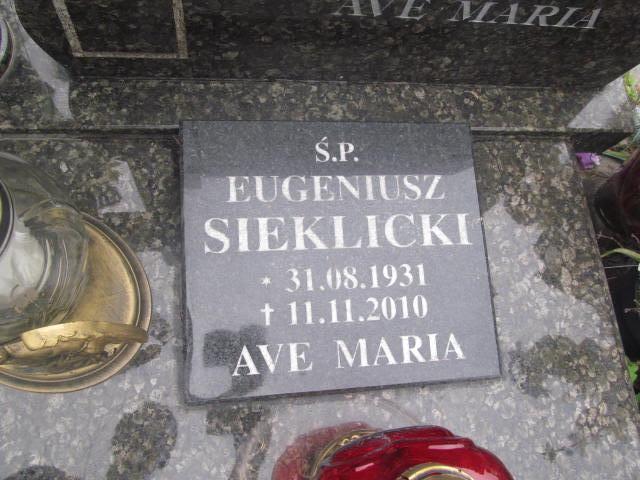 AVE MARIA
Ś.P.
EUGENIUSZ
SIEKLICKI
* 31.08.1931
† 11.11.2010
AVE MARIA